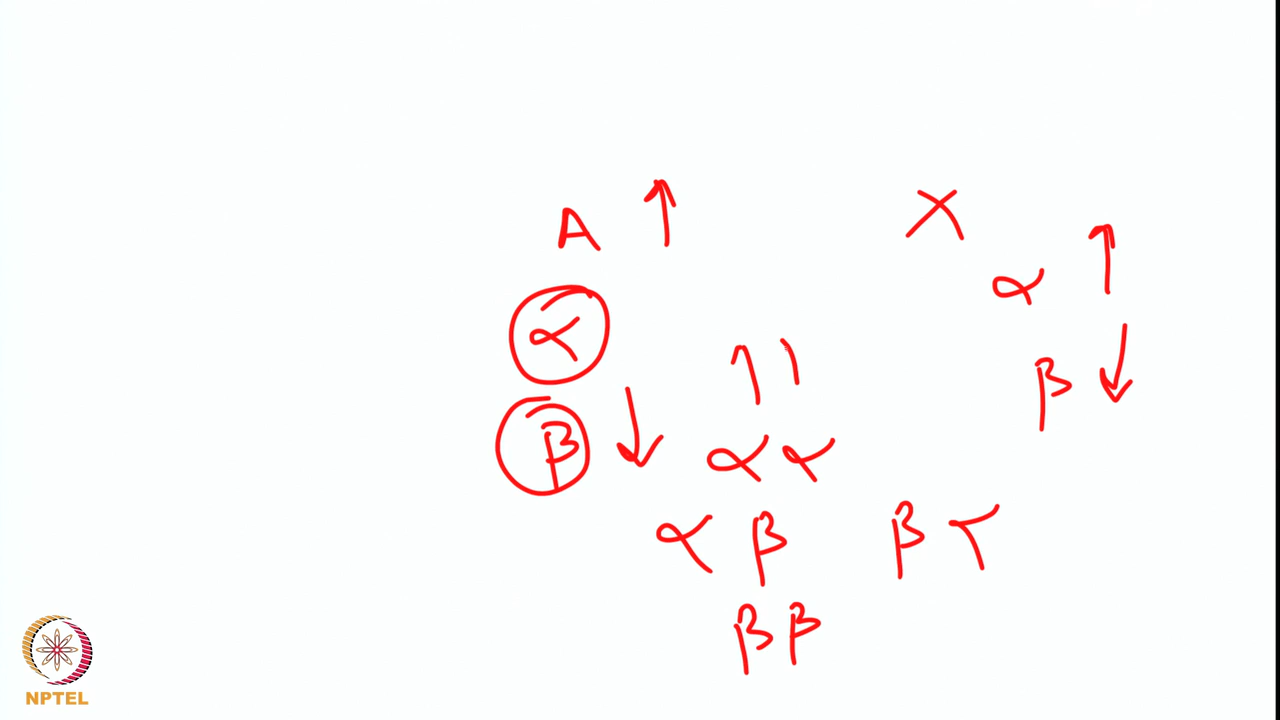 A ↑ X
α α ↑
β ↓ β ↓
↑
α α
α β β
β β
NPTEL